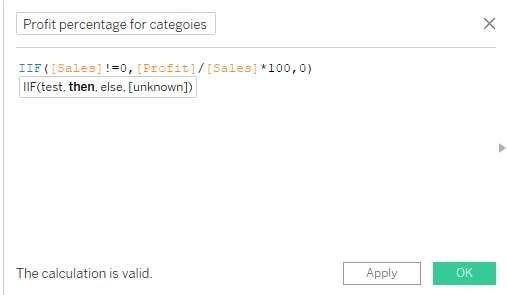 Profit percentage for categoies
IIF([Sales]!=0,[Profit]/[Sales]*100,0)
IIF(test, then, else, [unknown])
The calculation is valid.
Apply
OK